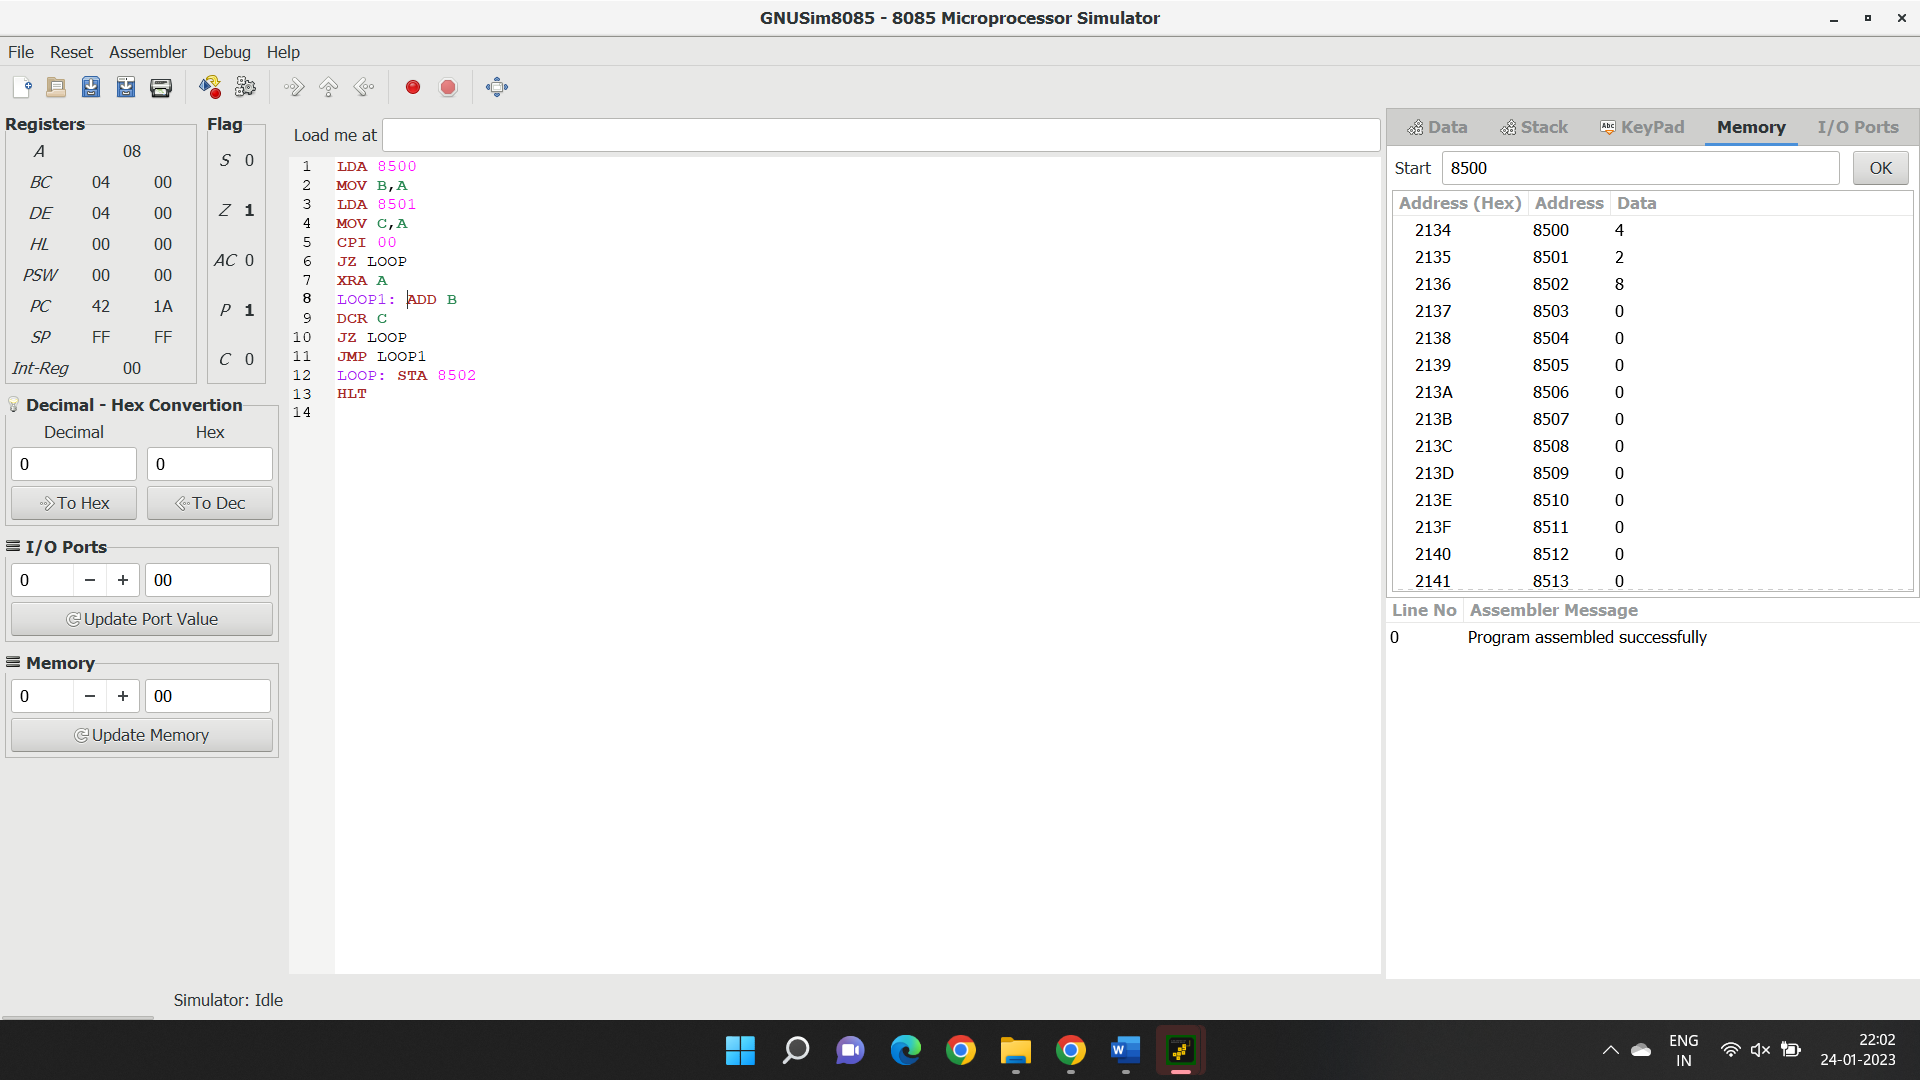 GNUSim8085 - 8085 Microprocessor Simulator
File Reset Assembler Debug Help
Registers
A 08
BC 04 00
DE 04 00
HL 00 00
PSW 00 00
PC 42 1A
SP FF FF
Int-Reg 00
Flag
S 0
Z 1
AC 0
P 1
C 0
Decimal - Hex Convertion
Decimal Hex
0 0
To Hex To Dec
I/O Ports
0 - + 00
Update Port Value
Memory
0 - + 00
Update Memory
Load me at
1 LDA 8500
2 MOV B,A
3 LDA 8501
4 MOV C,A
5 CPI 00
6 JZ LOOP
7 XRA A
8 LOOP1: ADD B
9 DCR C
10 JZ LOOP
11 JMP LOOP1
12 LOOP: STA 8502
13 HLT
14
Data Stack Abc KeyPad Memory I/O Ports
Start 8500 OK
Address (Hex) Address Data
2134 8500 4
2135 8501 2
2136 8502 8
2137 8503 0
2138 8504 0
2139 8505 0
213A 8506 0
213B 8507 0
213C 8508 0
213D 8509 0
213E 8510 0
213F 8511 0
2140 8512 0
2141 8513 0
Line No Assembler Message
0 Program assembled successfully
Simulator: Idle
W
ENG
IN
22:02
24-01-2023